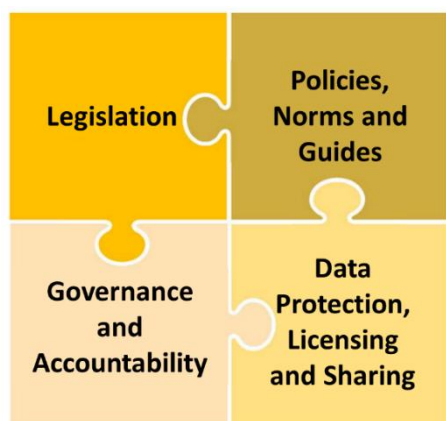 Legislation
Policies,
Norms and
Guides
Governance
and
Accountability
Data
Protection,
Licensing
and Sharing